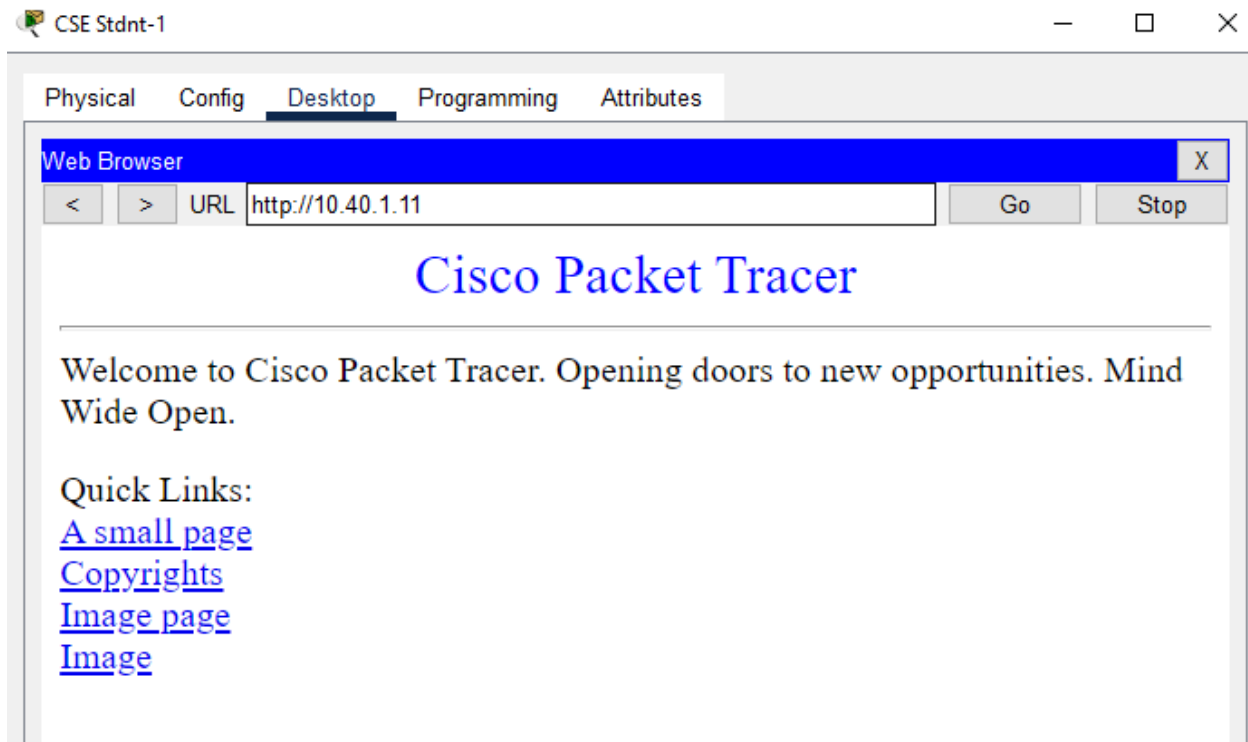 CSE Stdnt-1
Physical Config Desktop Programming Attributes
Web Browser X
< > URL http://10.40.1.11 Go Stop
Cisco Packet Tracer
Welcome to Cisco Packet Tracer. Opening doors to new opportunities. Mind
Wide Open.
Quick Links:
A small page
Copyrights
Image page
Image